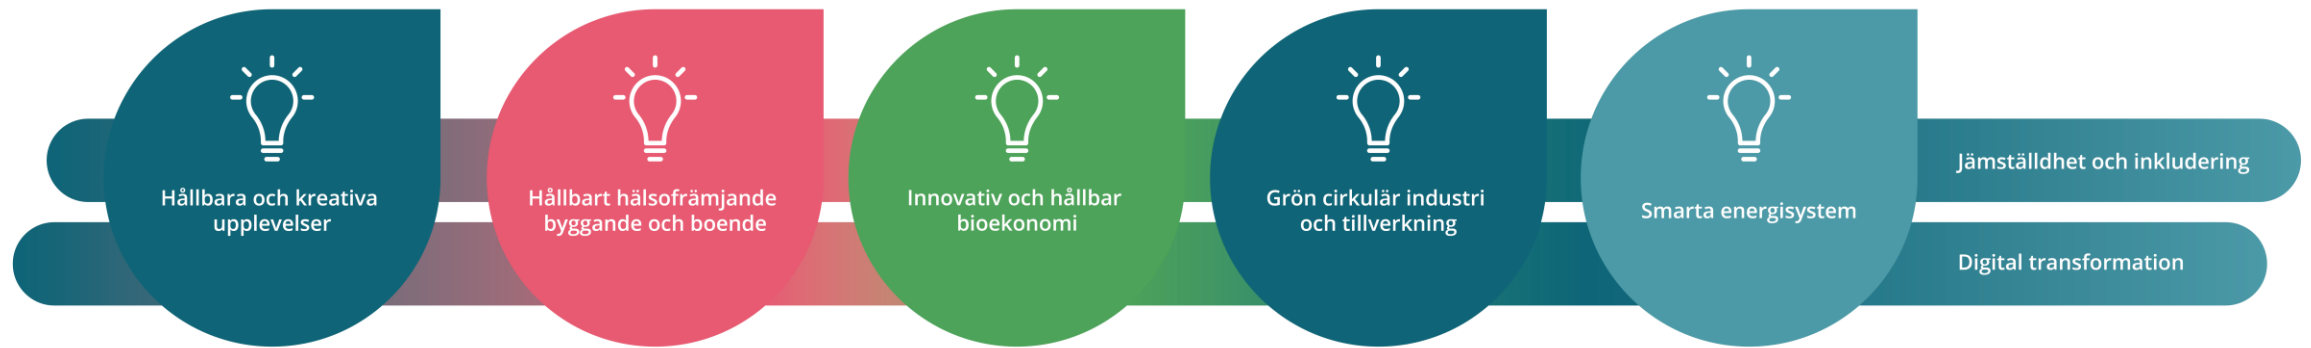 Hållbara och kreativa
upplevelser
Hållbart hälsofrämjande
byggande och boende
Innovativ och hållbar
bioekonomi
Grön cirkulär industri
och tillverkning
Smarta energisystem
Jämställdhet och inkludering
Digital transformation